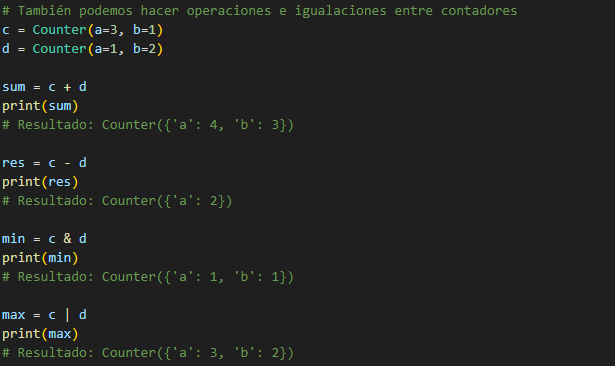 # También podemos hacer operaciones e igualaciones entre contadores
c = Counter(a=3, b=1)
d = Counter(a=1, b=2)
sum = c + d
print(sum)
# Resultado: Counter({'a': 4, 'b': 3})
res = c - d
print(res)
# Resultado: Counter({'a': 2})
min = c & d
print(min)
# Resultado: Counter({'a': 1, 'b': 1})
max = c | d
print(max)
# Resultado: Counter({'a': 3, 'b': 2})